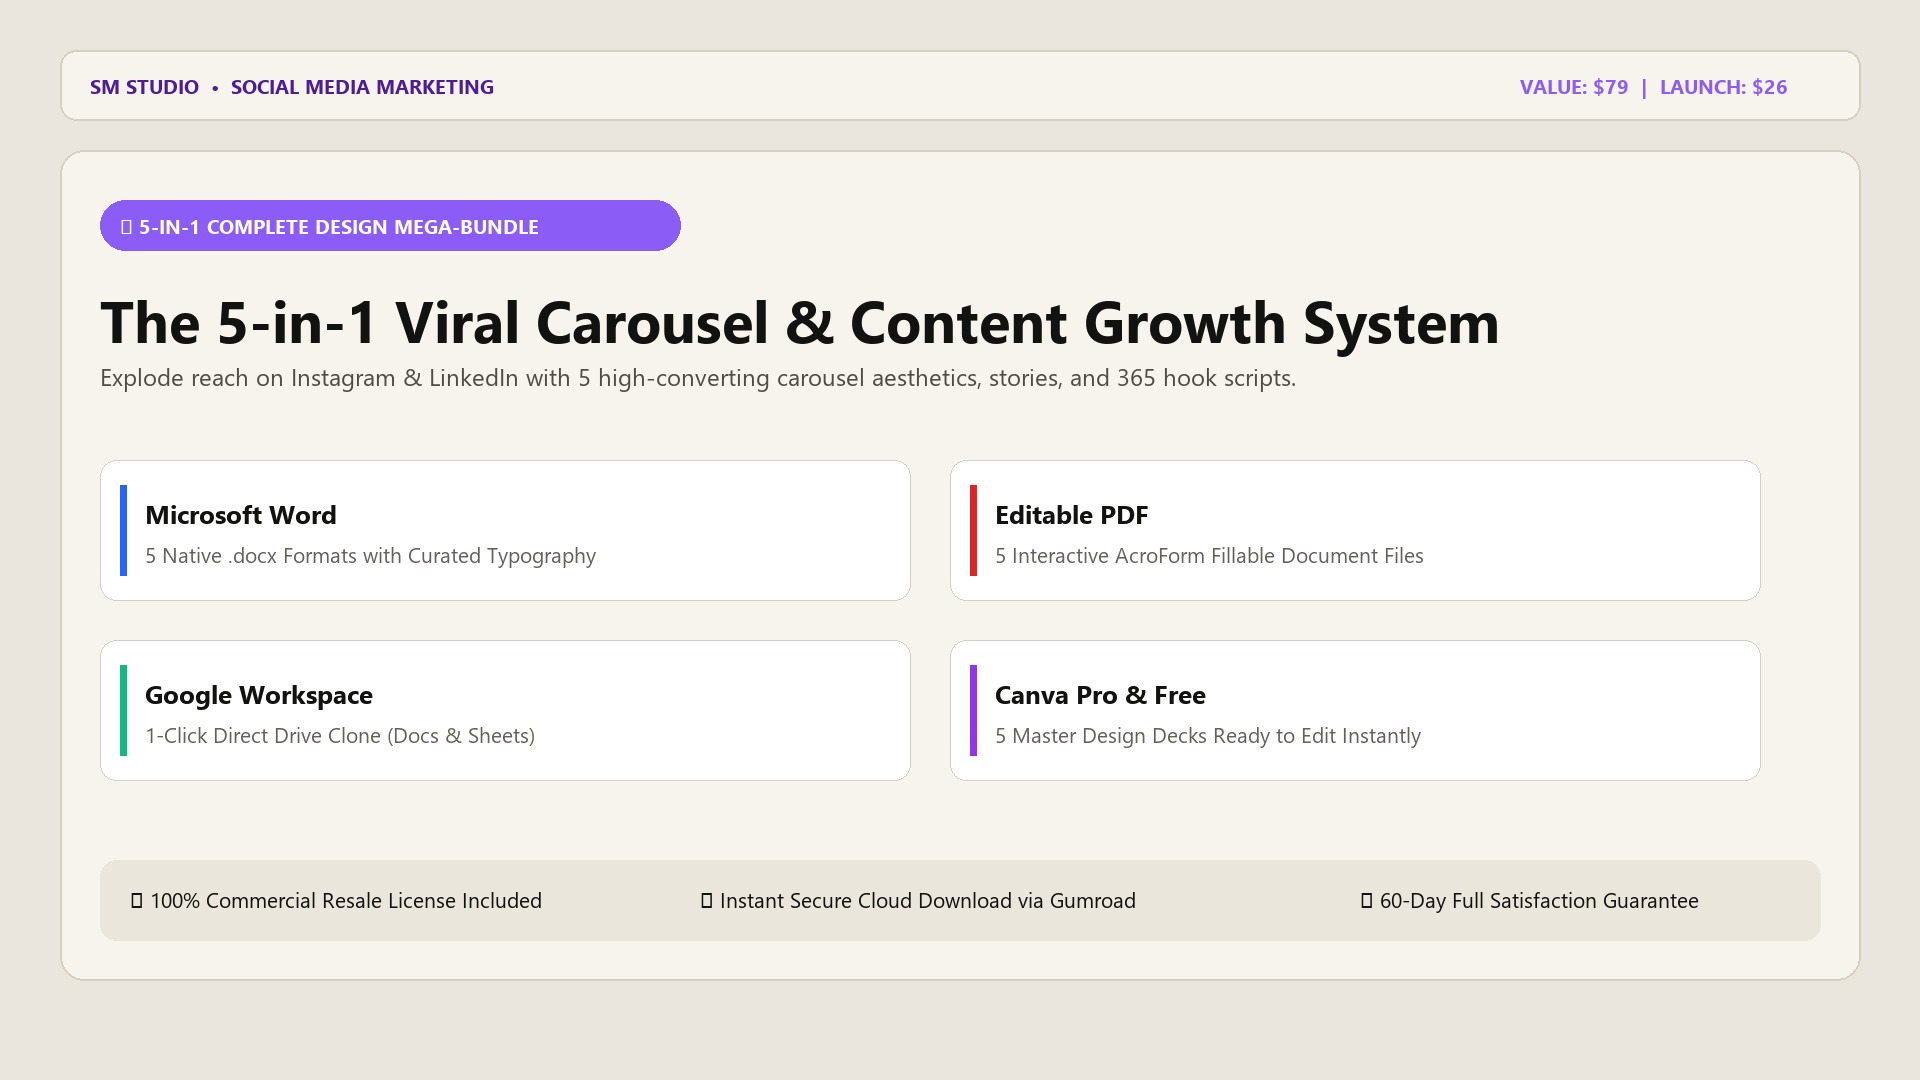 SM STUDIO • SOCIAL MEDIA MARKETING
VALUE: $79 | LAUNCH: $26
5-IN-1 COMPLETE DESIGN MEGA-BUNDLE
The 5-in-1 Viral Carousel & Content Growth System
Explode reach on Instagram & LinkedIn with 5 high-converting carousel aesthetics, stories, and 365 hook scripts.
Microsoft Word
5 Native .docx Formats with Curated Typography
Editable PDF
5 Interactive AcroForm Fillable Document Files
Google Workspace
1-Click Direct Drive Clone (Docs & Sheets)
Canva Pro & Free
5 Master Design Decks Ready to Edit Instantly
100% Commercial Resale License Included
Instant Secure Cloud Download via Gumroad
60-Day Full Satisfaction Guarantee